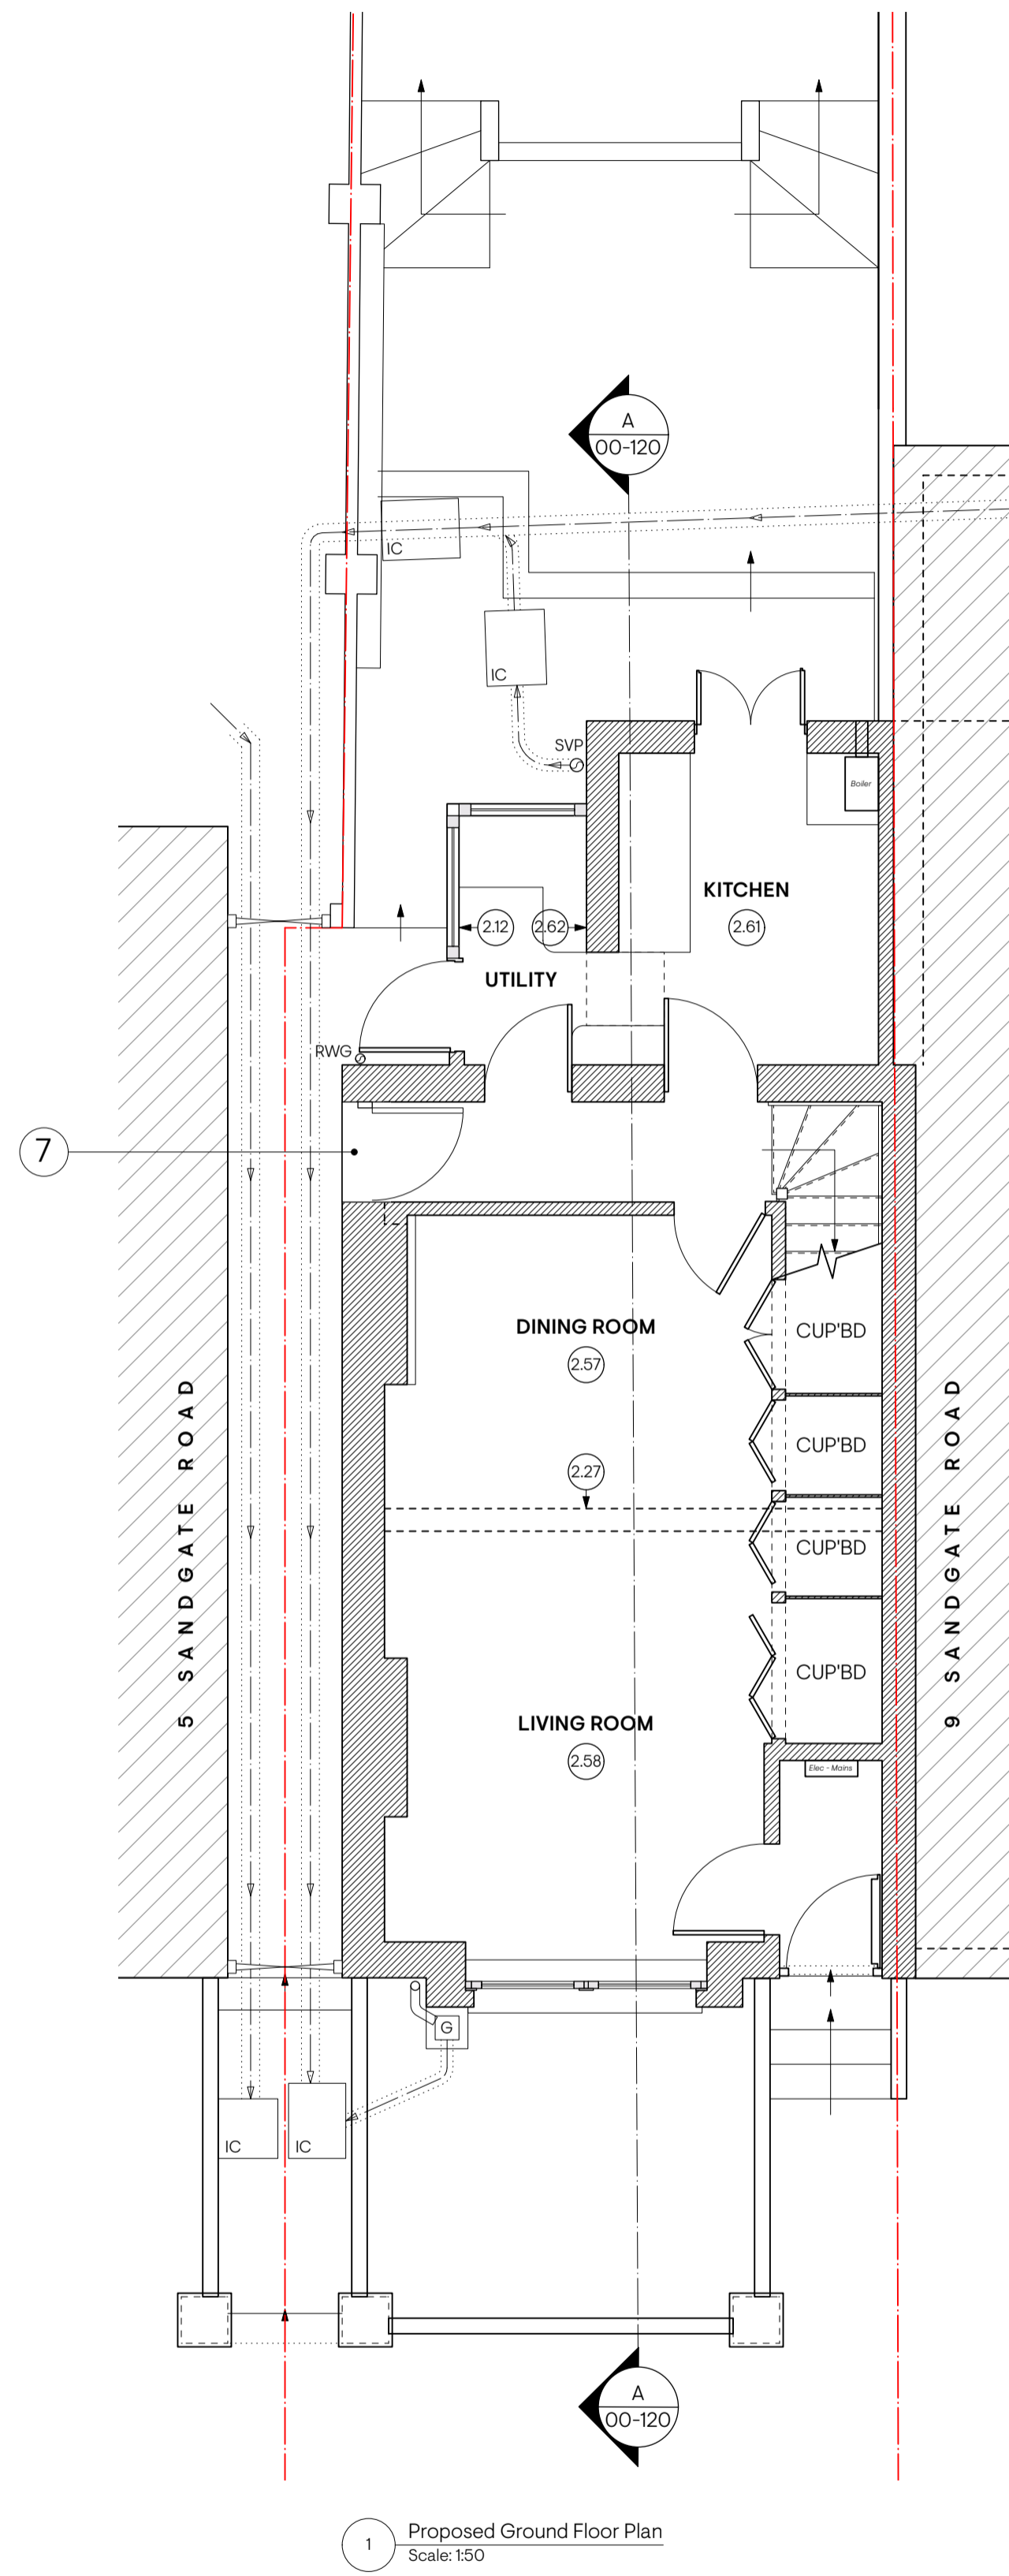 A
00-120
IC
IC
SVP
Boiler
KITCHEN
2.61
2.12
2.62
UTILITY
RWG
7
DINING ROOM
2.57
CUP'BD
5 SANDGATE ROAD
9 SANDGATE ROAD
CUP'BD
2.27
CUP'BD
CUP'BD
LIVING ROOM
2.58
Elec - Mains
G
IC
IC
A
00-120
1
Proposed Ground Floor Plan
Scale: 1:50